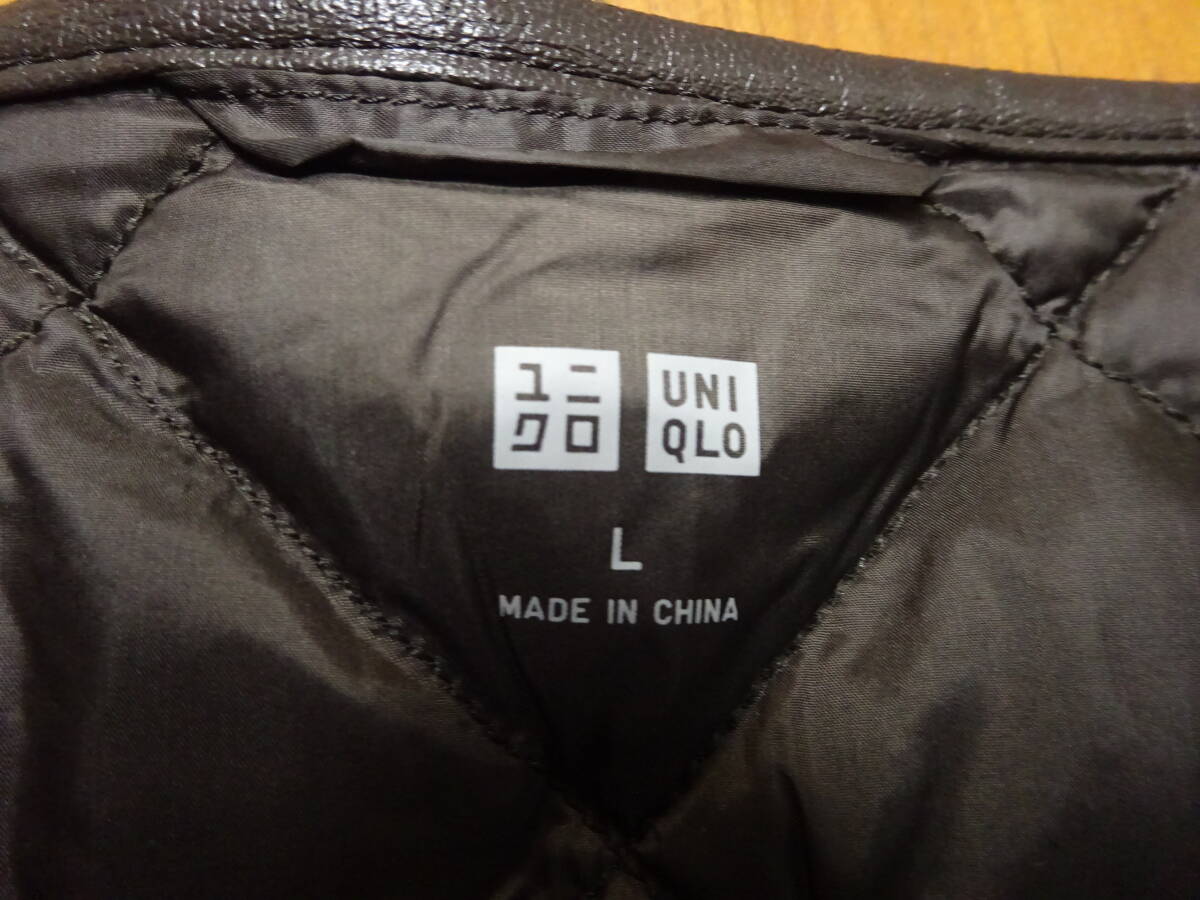 ユニ
クロ
UNI
QLO
L
MADE IN CHINA